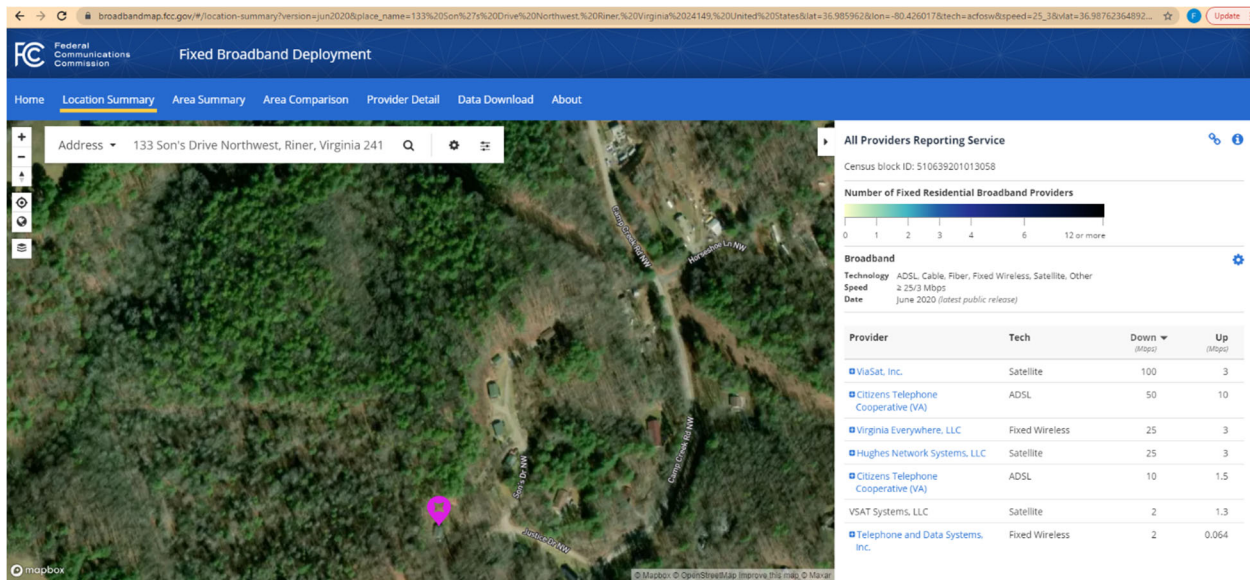 broadbandmap.fcc.gov/#/location-summary?version=jun2020&place_name=133%20Son%27s%20Drive%20Northwest,%20Riner,%20Virginia%2024149,%20United%20States&lat=36.985962&lon=-80.426017&tech=acfosw&speed=25_3&vlat=36.98762364892...
F
Update
FC
Federal
Communications
Commission
Fixed Broadband Deployment
Home Location Summary Area Summary Area Comparison Provider Detail Data Download About
Address 133 Son's Drive Northwest, Riner, Virginia 241
Camp Creek Rd NW
Horseshoe Ln NW
Camp Creek Rd NW
Son's Dr NW
Justice Dr NW
mapbox
© Mapbox © OpenStreetMap Improve this map © Maxar
All Providers Reporting Service
Census block ID: 510639201013058
Number of Fixed Residential Broadband Providers
0 1 2 3 4 6 12 or more
Broadband
Technology ADSL, Cable, Fiber, Fixed Wireless, Satellite, Other
Speed ≥ 25/3 Mbps
Date June 2020 (latest public release)
Provider Tech Down Up
(Mbps) (Mbps)
ViaSat, Inc. Satellite 100 3
Citizens Telephone ADSL 50 10
Cooperative (VA)
Virginia Everywhere, LLC Fixed Wireless 25 3
Hughes Network Systems, LLC Satellite 25 3
Citizens Telephone ADSL 10 1.5
Cooperative (VA)
VSAT Systems, LLC Satellite 2 1.3
Telephone and Data Systems, Fixed Wireless 2 0.064
Inc.